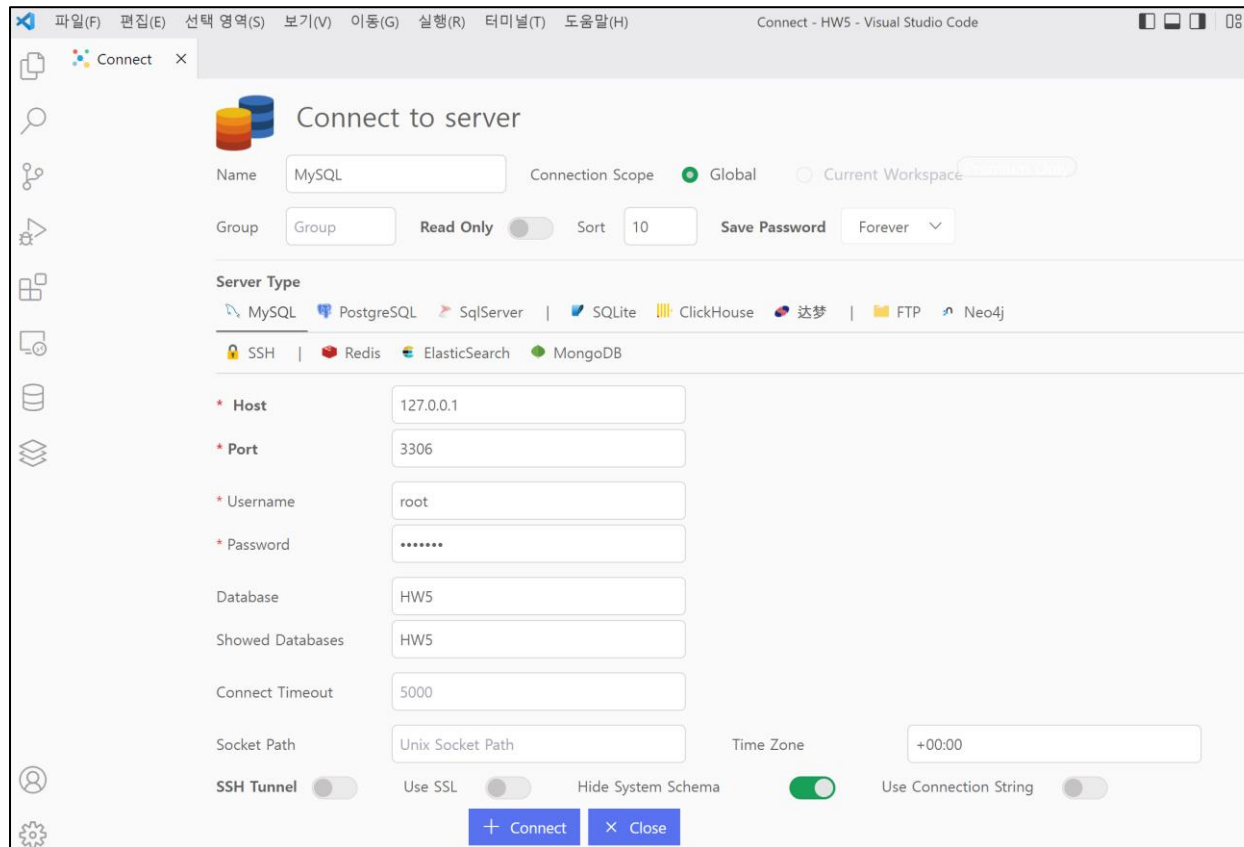 파일(F) 편집(E) 선택 영역(S) 보기(V) 이동(G) 실행(R) 터미널(T) 도움말(H) Connect - HW5 - Visual Studio Code
Connect
Connect to server
Name MySQL Connection Scope Global Current Workspace
Group Group Read Only Sort 10 Save Password Forever
Server Type
MySQL PostgreSQL SqlServer | SQLite ClickHouse 达梦 | FTP Neo4j
SSH | Redis ElasticSearch MongoDB
* Host 127.0.0.1
* Port 3306
* Username root
* Password •••••••
Database HW5
Showed Databases HW5
Connect Timeout 5000
Socket Path Unix Socket Path Time Zone +00:00
SSH Tunnel Use SSL Hide System Schema Use Connection String
+ Connect × Close